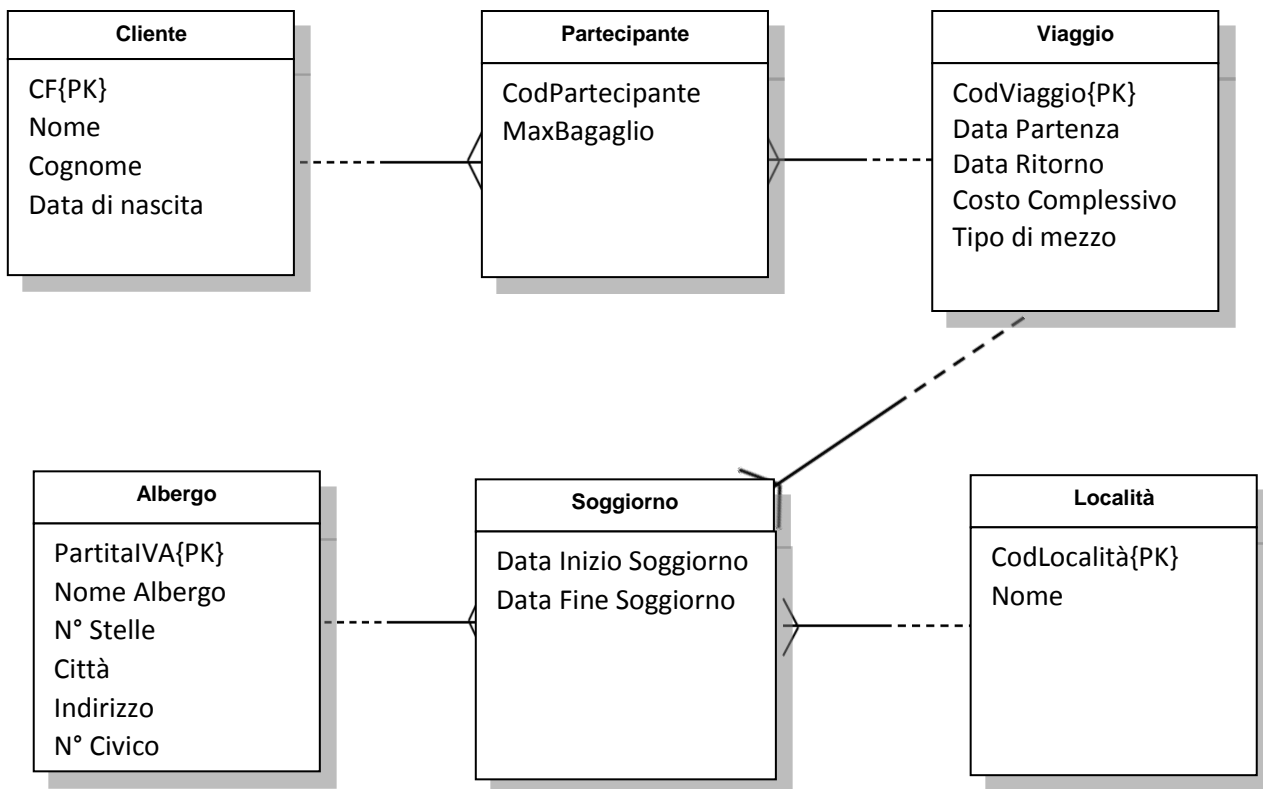 Cliente
CF{PK}
Nome
Cognome
Data di nascita
Partecipante
CodPartecipante
MaxBagaglio
Viaggio
CodViaggio{PK}
Data Partenza
Data Ritorno
Costo Complessivo
Tipo di mezzo
Albergo
PartitaIVA{PK}
Nome Albergo
N° Stelle
Città
Indirizzo
N° Civico
Soggiorno
Data Inizio Soggiorno
Data Fine Soggiorno
Località
CodLocalità{PK}
Nome